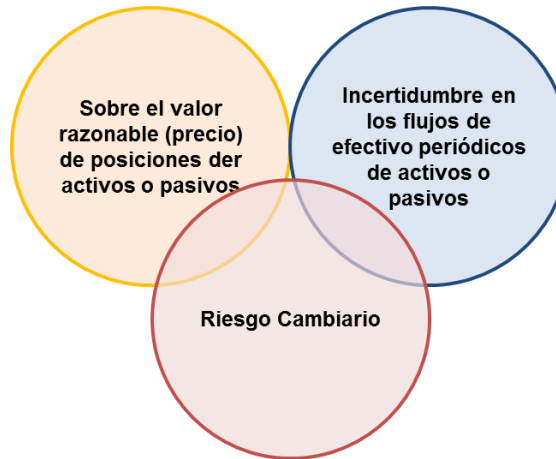 Sobre el valor
razonable (precio)
de posiciones der
activos o pasivos
Incertidumbre en
los flujos de
efectivo periódicos
de activos o
pasivos
Riesgo Cambiario